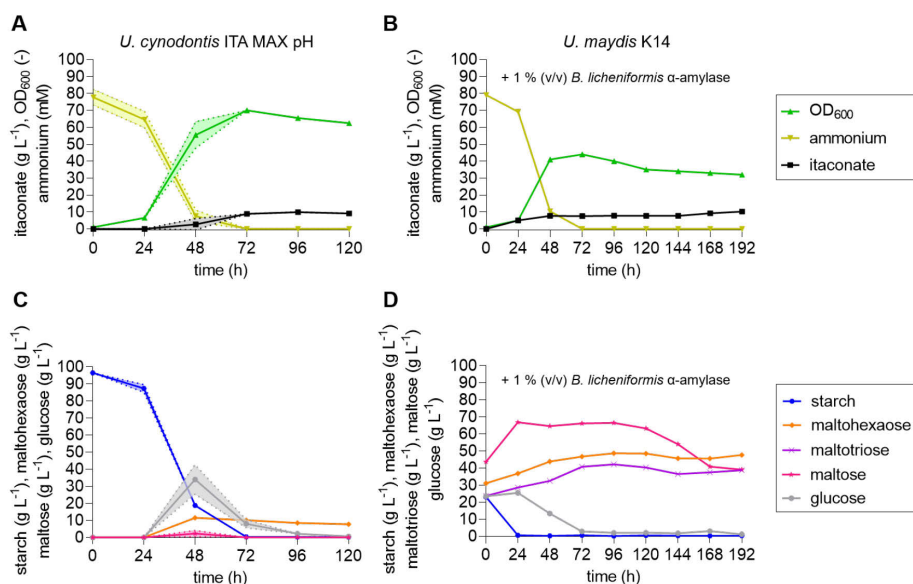 A
U. cynodontis ITA MAX pH
itaconate (g L⁻¹), OD₆₀₀ (-)
ammonium (mM)
100
90
80
70
60
50
40
30
20
10
0
0 24 48 72 96 120
time (h)
B
U. maydis K14
+ 1 % (v/v) B. licheniformis α-amylase
itaconate (g L⁻¹), OD₆₀₀ (-)
ammonium (mM)
100
90
80
70
60
50
40
30
20
10
0
0 24 48 72 96 120 144 168 192
time (h)
OD₆₀₀
ammonium
itaconate
C
starch (g L⁻¹), maltohexaose (g L⁻¹)
maltose (g L⁻¹), glucose (g L⁻¹)
100
90
80
70
60
50
40
30
20
10
0
0 24 48 72 96 120
time (h)
D
+ 1 % (v/v) B. licheniformis α-amylase
starch (g L⁻¹), maltohexaose (g L⁻¹),
maltotriose (g L⁻¹), maltose (g L⁻¹)
glucose (g L⁻¹)
100
90
80
70
60
50
40
30
20
10
0
0 24 48 72 96 120 144 168 192
time (h)
starch
maltohexaose
maltotriose
maltose
glucose